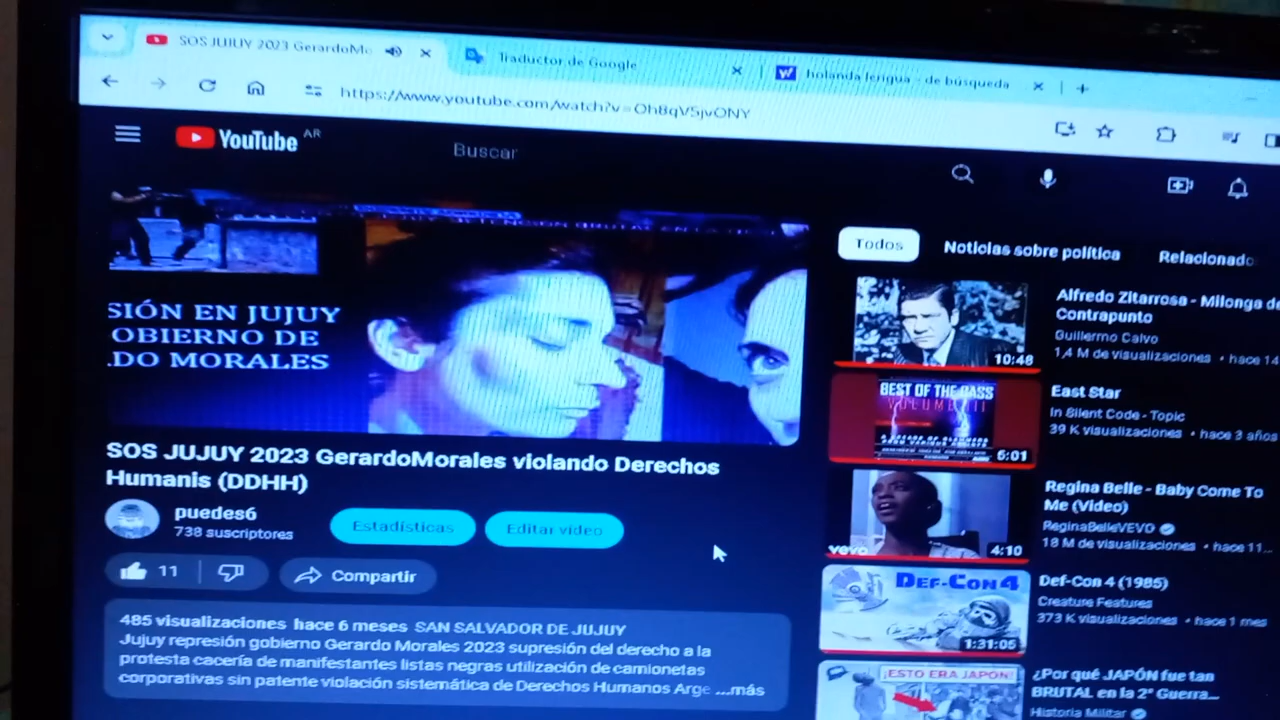 SOS JUJUY 2023 GerardoMo
Traductor de Google
holanda lengua - de búsqueda
https://www.youtube.com/watch?v=Oh8qV5jvONY
YouTube AR
Buscar
SIÓN EN JUJUY
OBIERNO DE
.DO MORALES
SOS JUJUY 2023 GerardoMorales violando Derechos
Humanis (DDHH)
puedes6
738 suscriptores
Estadísticas
Editar video
11
Compartir
485 visualizaciones hace 6 meses SAN SALVADOR DE JUJUY
Jujuy represión gobierno Gerardo Morales 2023 supresión del derecho a la
protesta cacería de manifestantes listas negras utilización de camionetas
corporativas sin patente violación sistemática de Derechos Humanos Arge ...más
Todos
Noticias sobre política
Relacionado
10:48
Alfredo Zitarrosa - Milonga de
Contrapunto
Guillermo Calvo
1,4 M de visualizaciones • hace 14
BEST OF THE BASS
VOLUME III
5:01
East Star
In Silent Code - Topic
39 K visualizaciones • hace 3 años
vevo
4:10
Regina Belle - Baby Come To
Me (Video)
ReginaBelleVEVO
18 M de visualizaciones • hace 11...
DEF-CON 4
1:31:05
Def-Con 4 (1985)
Creature Features
373 K visualizaciones • hace 1 mes
¡ESTO ERA JAPÓN!
¿Por qué JAPÓN fue tan
BRUTAL en la 2ª Guerra...
Historia Militar